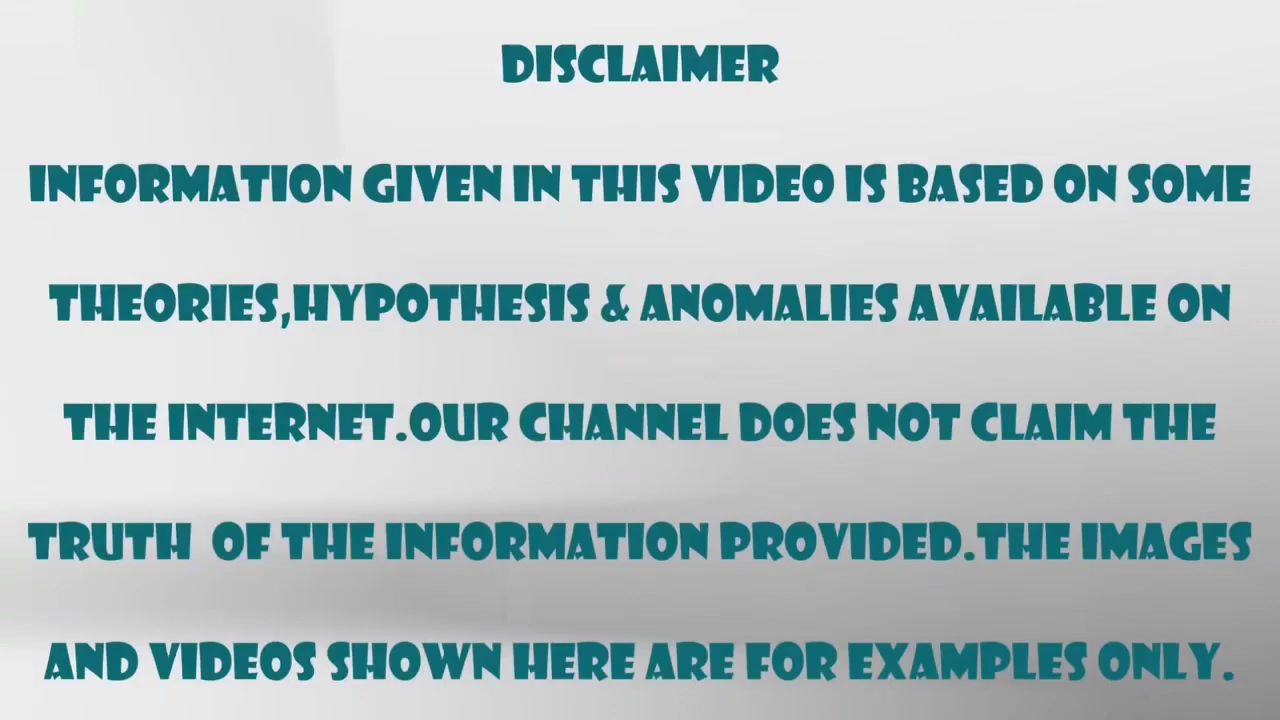 DISCLAIMER
INFORMATION GIVEN IN THIS VIDEO IS BASED ON SOME
THEORIES,HYPOTHESIS & ANOMALIES AVAILABLE ON
THE INTERNET.OUR CHANNEL DOES NOT CLAIM THE
TRUTH OF THE INFORMATION PROVIDED.THE IMAGES
AND VIDEOS SHOWN HERE ARE FOR EXAMPLES ONLY.